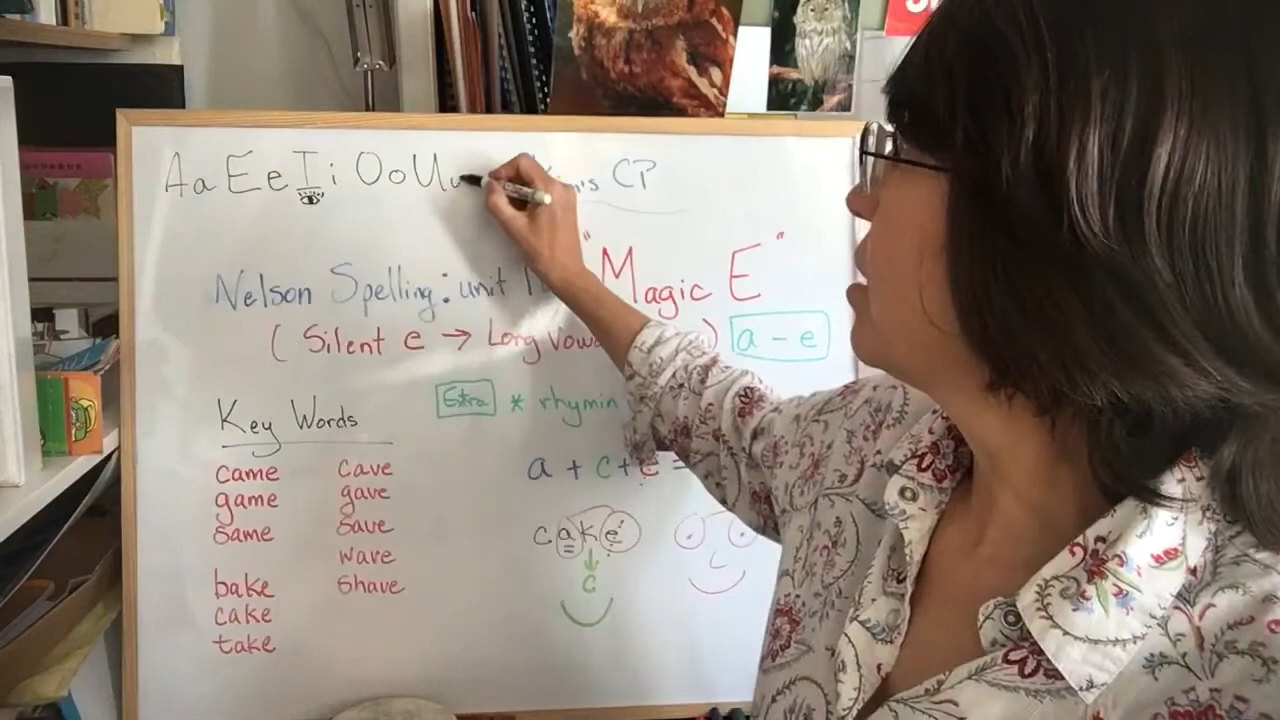 Aa Ee Ii Oo Uu CP
Nelson Spelling: unit "Magic E"
(Silent e → Long ) a - e
Extra * rhymin
Key Words
came cave
game gave
same save
wave
bake shave
cake
take
a + c + e =
cake
c